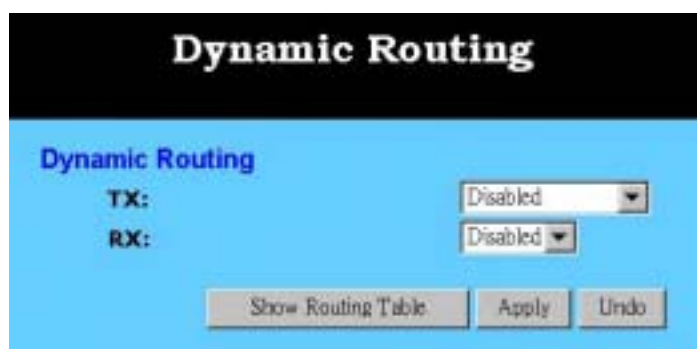 Dynamic Routing
Dynamic Routing
TX: Disabled
RX: Disabled
Show Routing Table Apply Undo